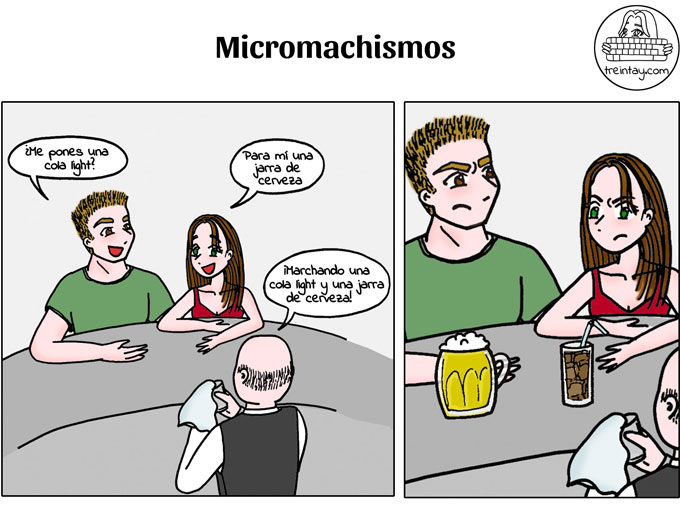 Micromachismos
treintay.com
¿Me pones una
cola light?
Para mí una
jarra de
cerveza
¡Marchando una
cola light y una jarra
de cerveza!